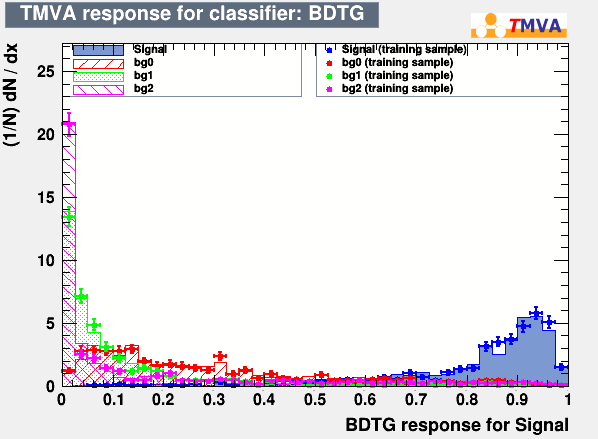 TMVA response for classifier: BDTG
TMVA
(1/N) dN / dx
Signal
bg0
bg1
bg2
Signal (training sample)
bg0 (training sample)
bg1 (training sample)
bg2 (training sample)
25
20
15
10
5
0
0 0.1 0.2 0.3 0.4 0.5 0.6 0.7 0.8 0.9 1
BDTG response for Signal